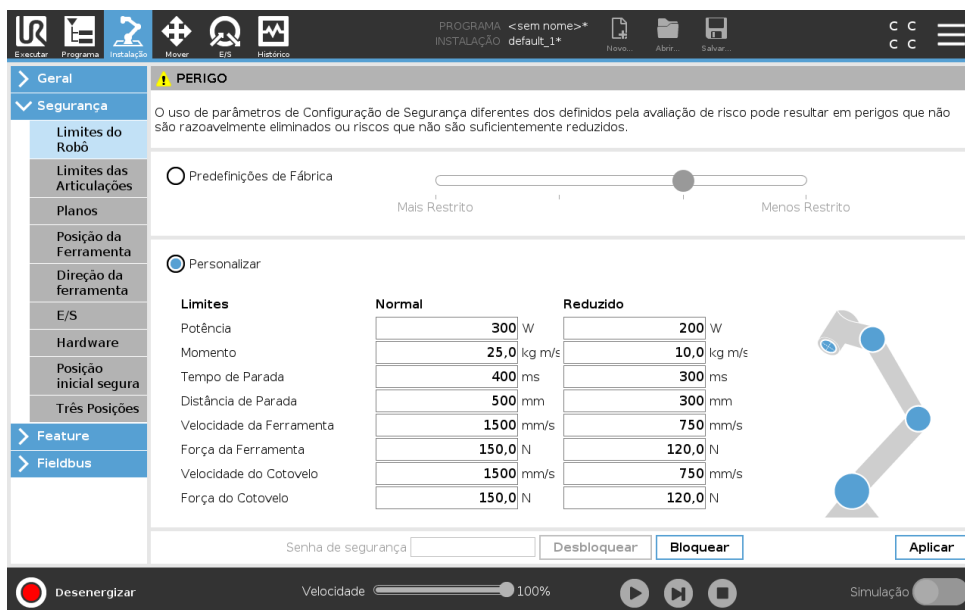 UR
PROGRAMA <sem nome>*
INSTALAÇÃO default_1*
C C
C C
Executar Programa Instalação Mover E/S Histórico Novo... Abrir... Salvar...
Geral
Segurança
Limites do
Robô
Limites das
Articulações
Planos
Posição da
Ferramenta
Direção da
ferramenta
E/S
Hardware
Posição
inicial segura
Três Posições
Feature
Fieldbus
PERIGO
O uso de parâmetros de Configuração de Segurança diferentes dos definidos pela avaliação de risco pode resultar em perigos que não
são razoavelmente eliminados ou riscos que não são suficientemente reduzidos.
Predefinições de Fábrica
Mais Restrito Menos Restrito
Personalizar
Limites Normal Reduzido
Potência 300 W 200 W
Momento 25,0 kg m/s 10,0 kg m/s
Tempo de Parada 400 ms 300 ms
Distância de Parada 500 mm 300 mm
Velocidade da Ferramenta 1500 mm/s 750 mm/s
Força da Ferramenta 150,0 N 120,0 N
Velocidade do Cotovelo 1500 mm/s 750 mm/s
Força do Cotovelo 150,0 N 120,0 N
Senha de segurança Desbloquear Bloquear Aplicar
Desenergizar Velocidade 100% Simulação